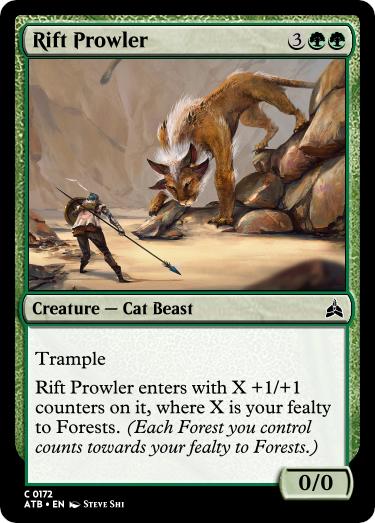 Rift Prowler 3
Creature — Cat Beast
Trample
Rift Prowler enters with X +1/+1
counters on it, where X is your fealty
to Forests. (Each Forest you control
counts towards your fealty to Forests.)
0/0
C 0172
ATB • EN Steve Shi